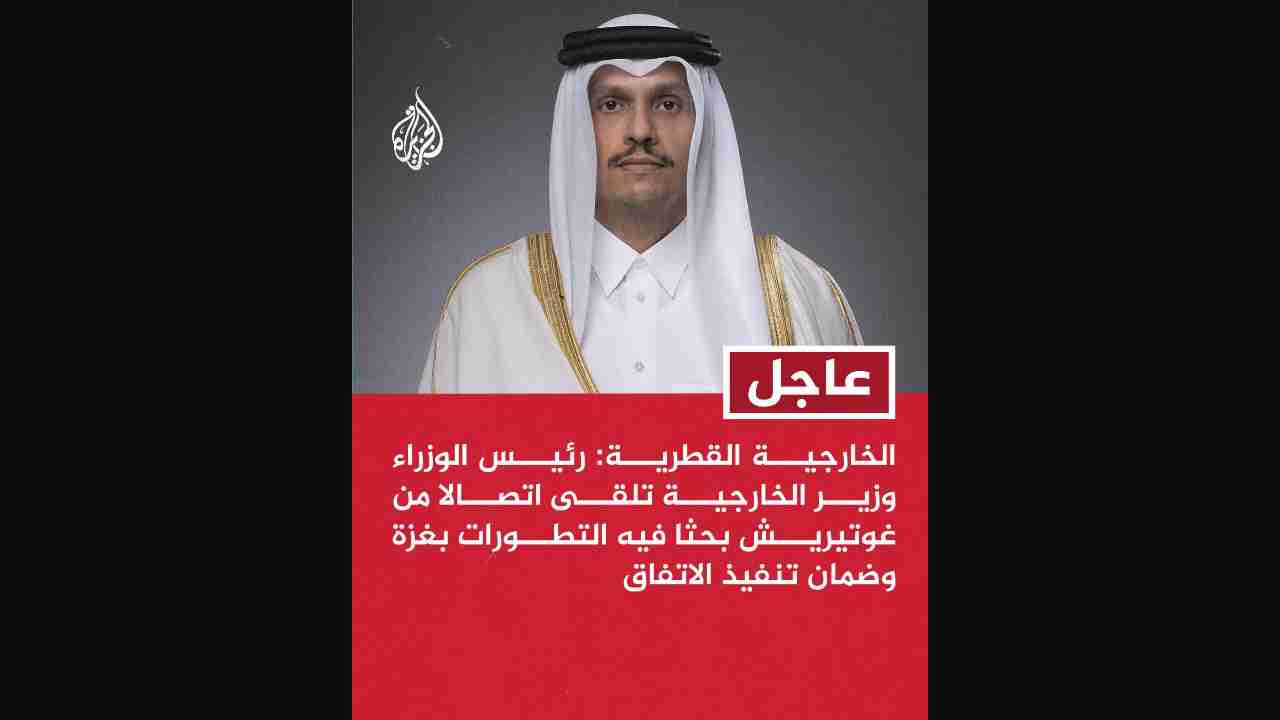 الجزيرة
عاجل
الخارجية القطرية: رئيس الوزراء
وزير الخارجية تلقى اتصالا من
غوتيريش بحثا فيه التطورات بغزة
وضمان تنفيذ الاتفاق